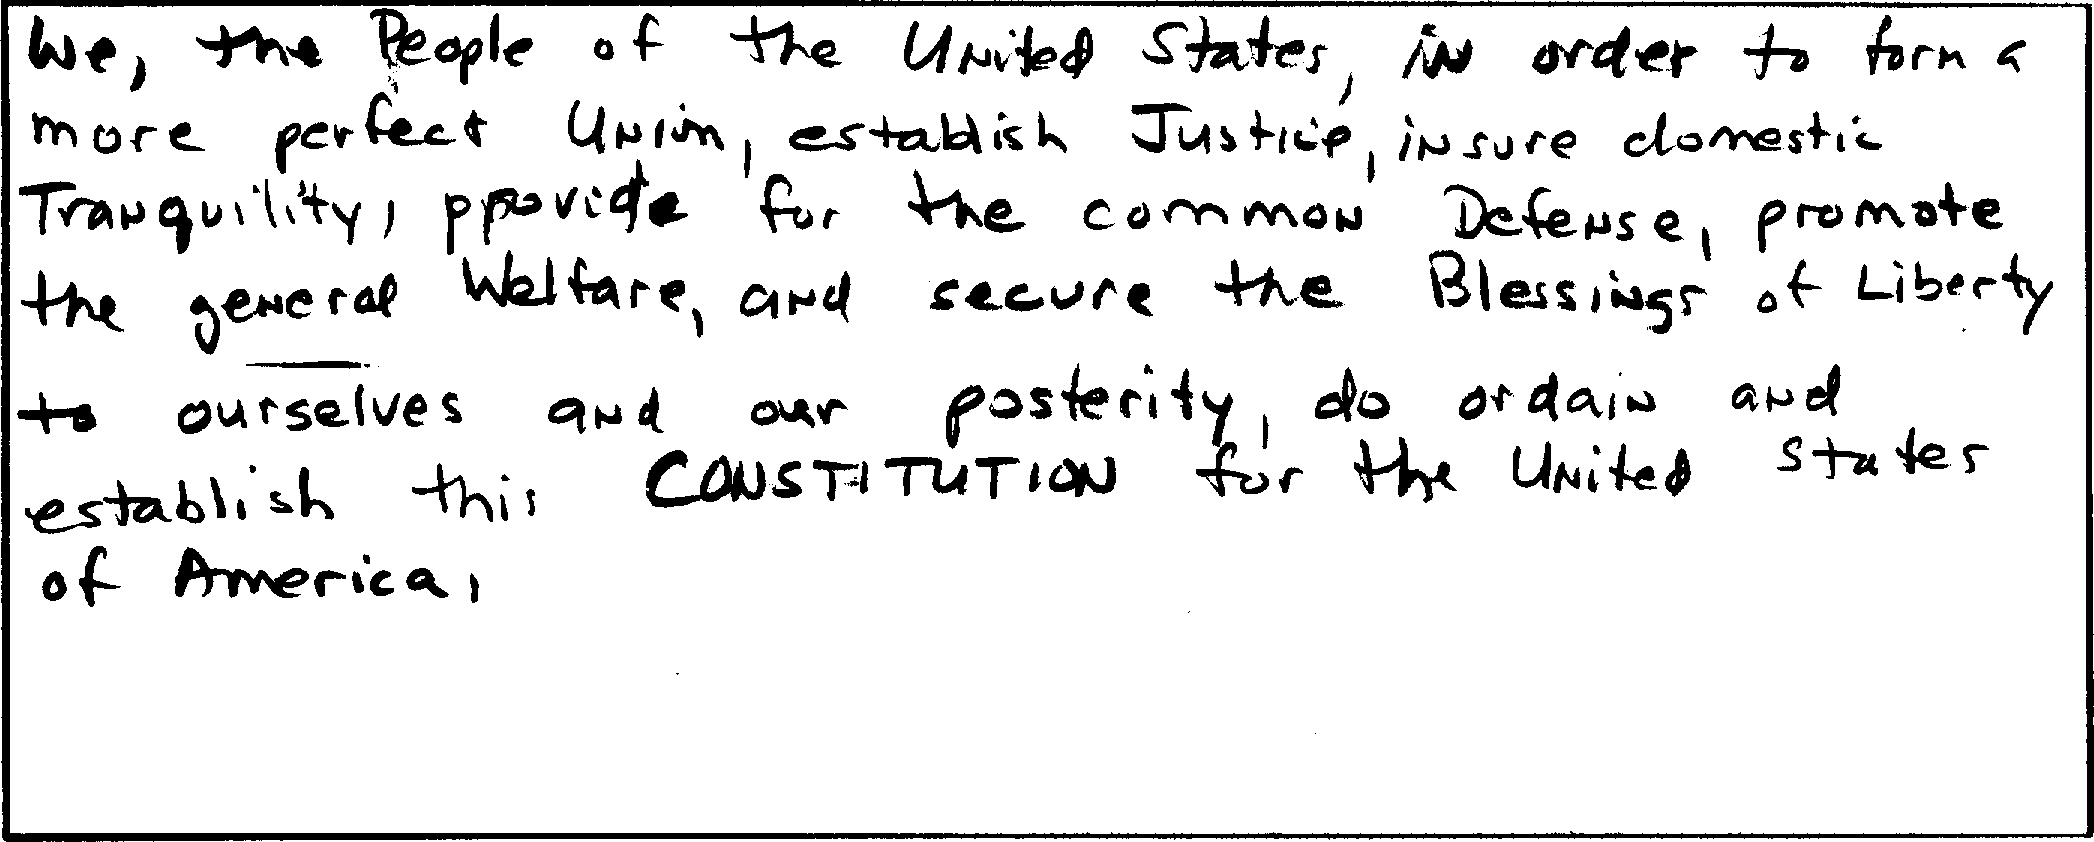 We, the People of the United States, in order to form a
more perfect Union, establish Justice, insure domestic
Tranquility, ppovide for the common Defense, promote
the general Welfare, and secure the Blessings of Liberty
to ourselves and our posterity, do ordain and
establish this CONSTITUTION for the United States
of America,